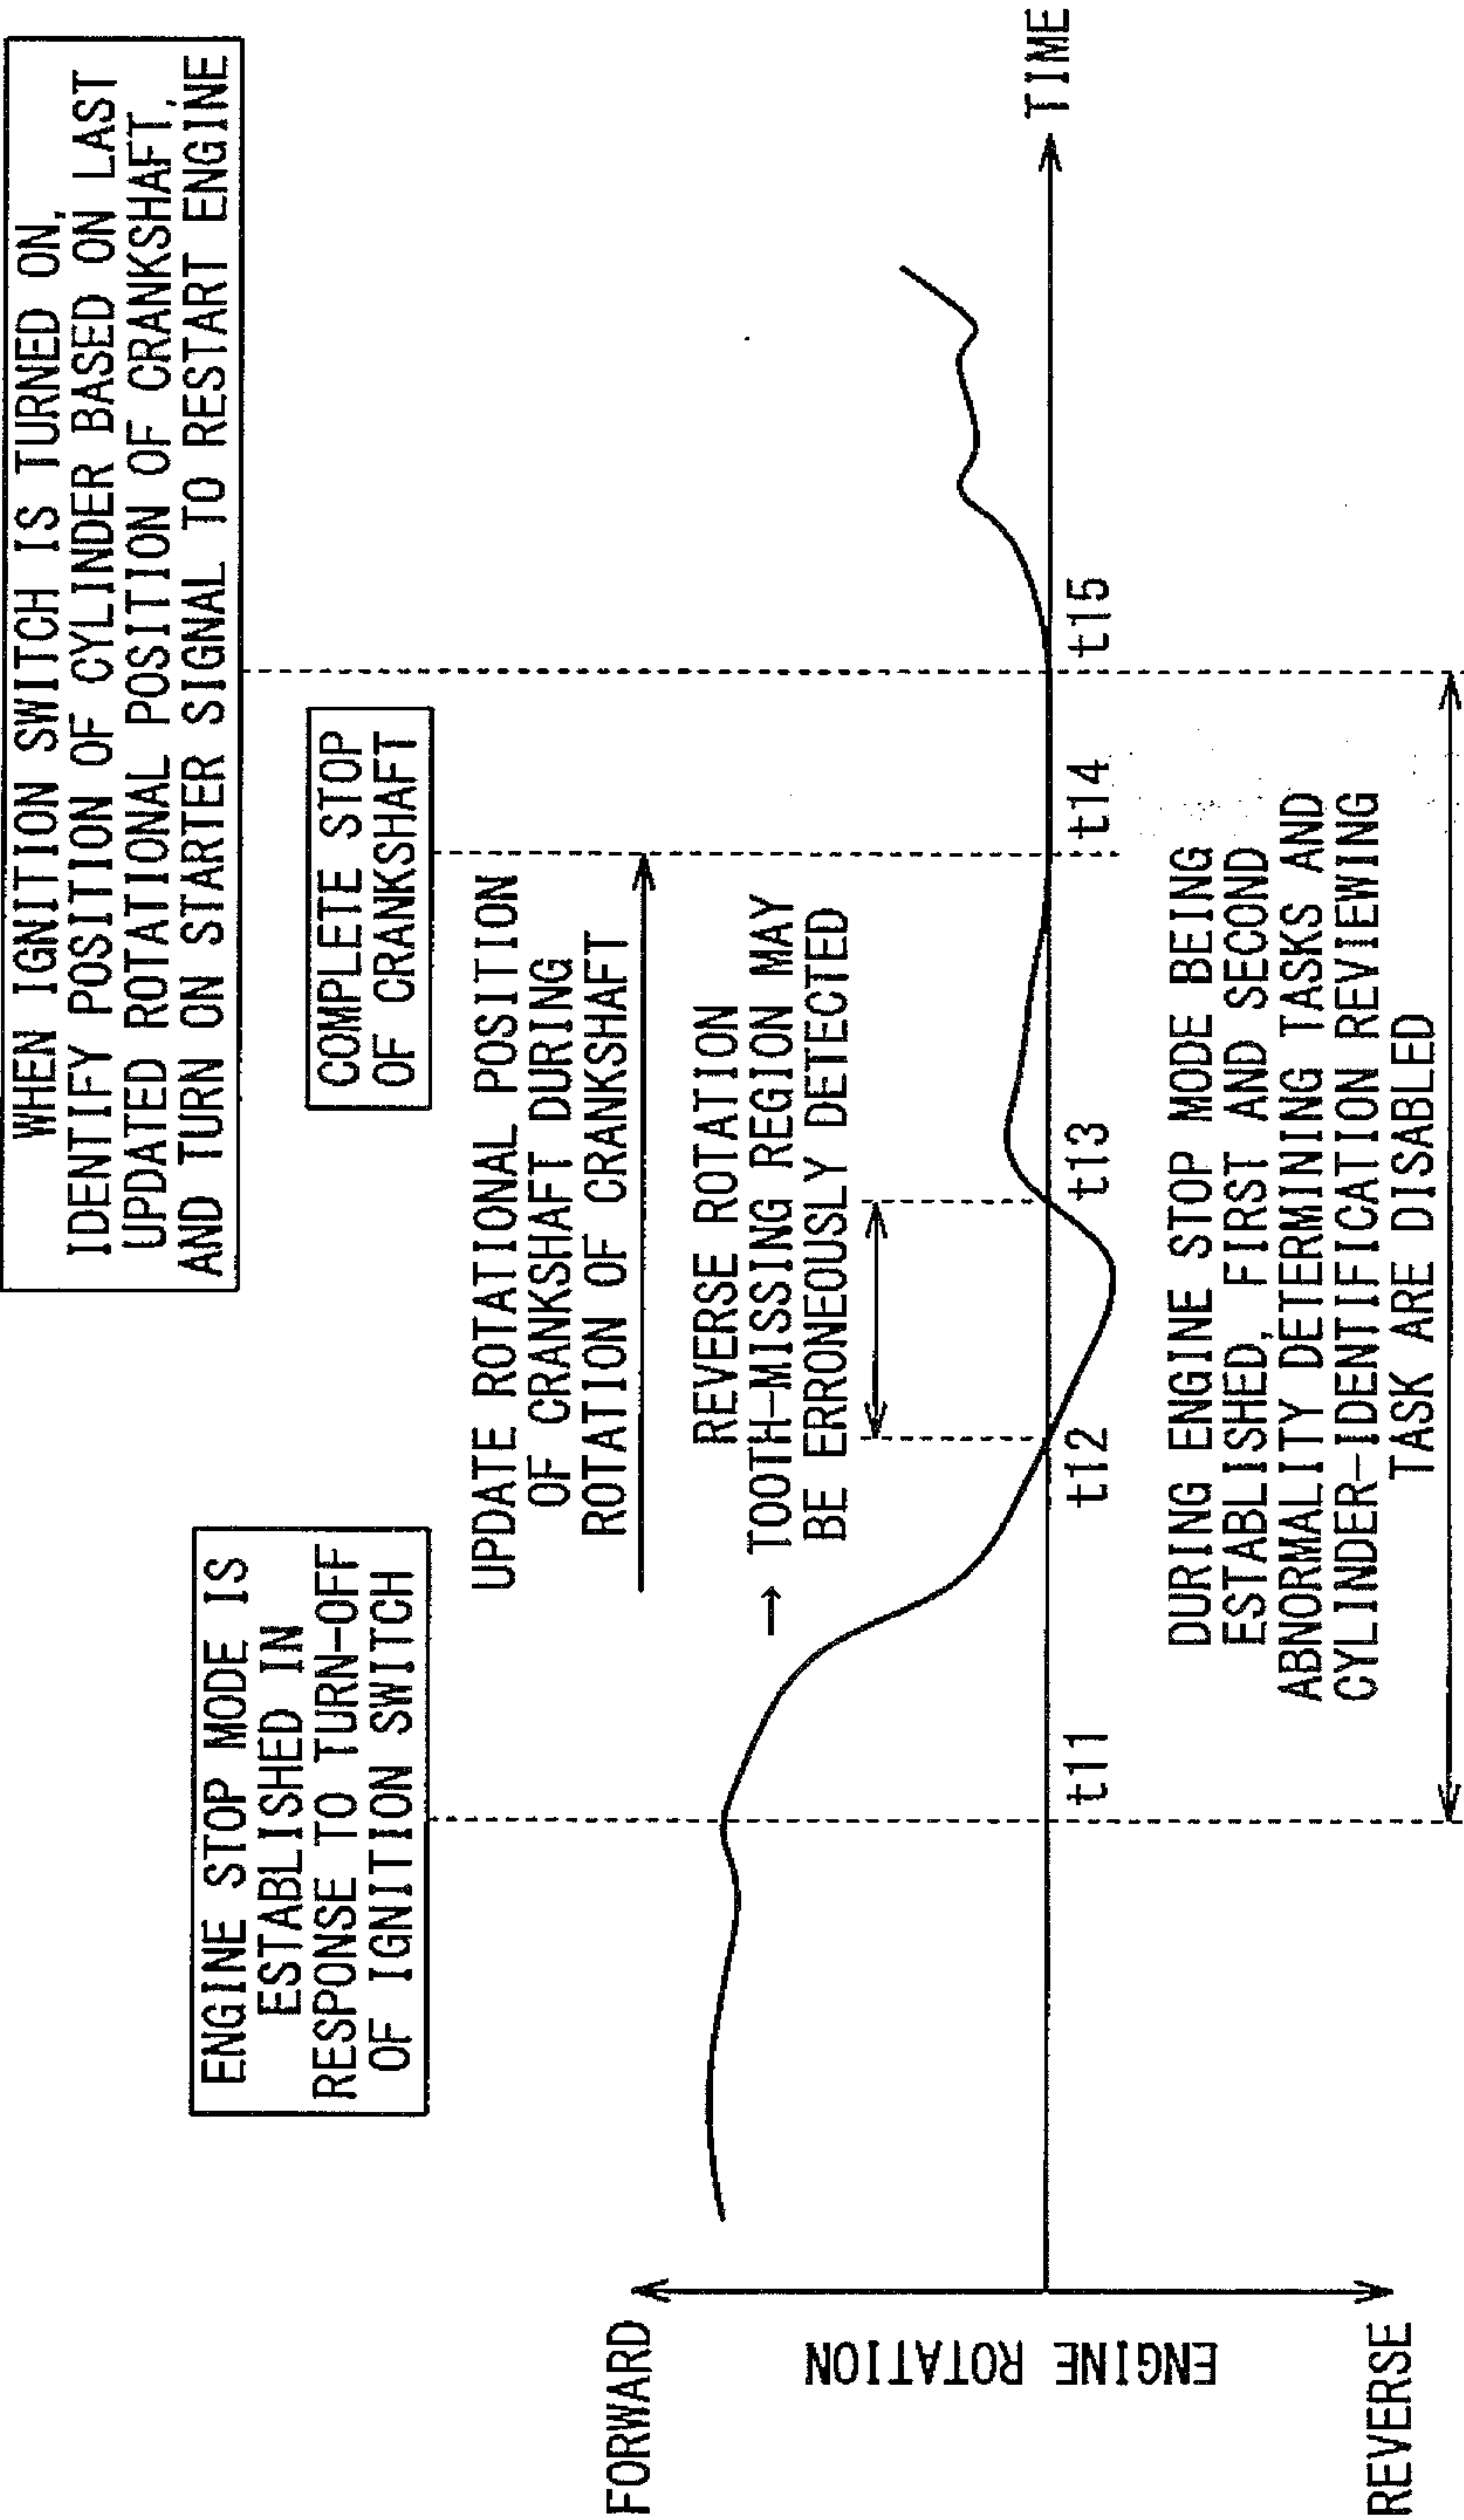 WHEN IGNITION SWITCH IS TURNED ON,
IDENTIFY POSITION OF CYLINDER BASED ON LAST
UPDATED ROTATIONAL POSITION OF CRANKSHAFT,
AND TURN ON STARTER SIGNAL TO RESTART ENGINE
ENGINE STOP MODE IS
ESTABLISHED IN
RESPONSE TO TURN-OFF
OF IGNITION SWITCH
COMPLETE STOP
OF CRANKSHAFT
UPDATE ROTATIONAL POSITION
OF CRANKSHAFT DURING
ROTATION OF CRANKSHAFT
REVERSE ROTATION
→ TOOTH-MISSING REGION MAY
BE ERRONEOUSLY DETECTED
FORWARD
ENGINE ROTATION
REVERSE
TIME
t11
t12
t13
t14
t15
DURING ENGINE STOP MODE BEING
ESTABLISHED, FIRST AND SECOND
ABNORMALITY DETERMINING TASKS AND
CYLINDER-IDENTIFICATION REVIEWING
TASK ARE DISABLED